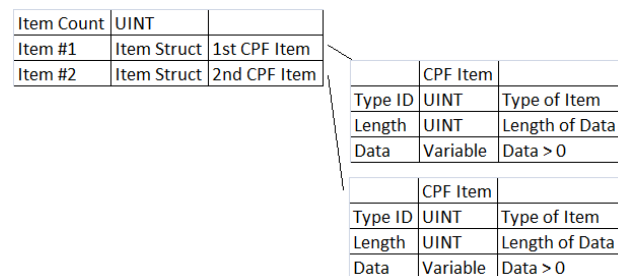 Item Count UINT
Item #1 Item Struct 1st CPF Item
Item #2 Item Struct 2nd CPF Item
CPF Item
Type ID UINT Type of Item
Length UINT Length of Data
Data Variable Data > 0
CPF Item
Type ID UINT Type of Item
Length UINT Length of Data
Data Variable Data > 0